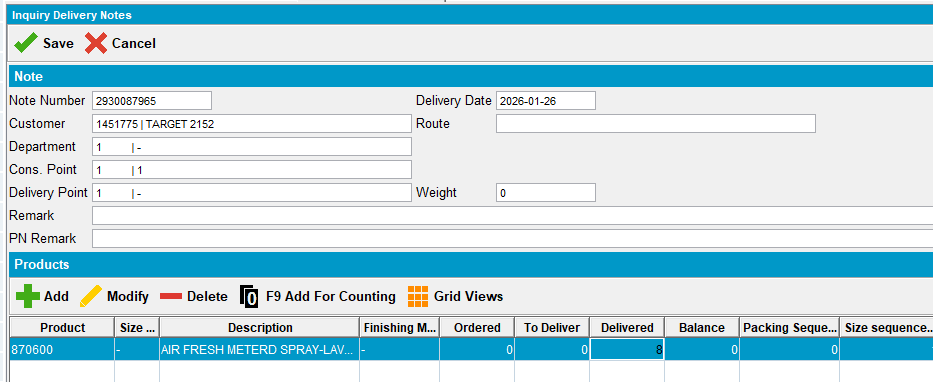 Inquiry Delivery Notes
Save Cancel
Note
Note Number 2930087965 Delivery Date 2026-01-26
Customer 1451775 | TARGET 2152 Route
Department 1 | -
Cons. Point 1 | 1
Delivery Point 1 | - Weight 0
Remark
PN Remark
Products
Add Modify Delete F9 Add For Counting Grid Views
Product Size ... Description Finishing M... Ordered To Deliver Delivered Balance Packing Seque... Size sequence...
870600 - AIR FRESH METERD SPRAY-LAV... - 0 0 8 0 0